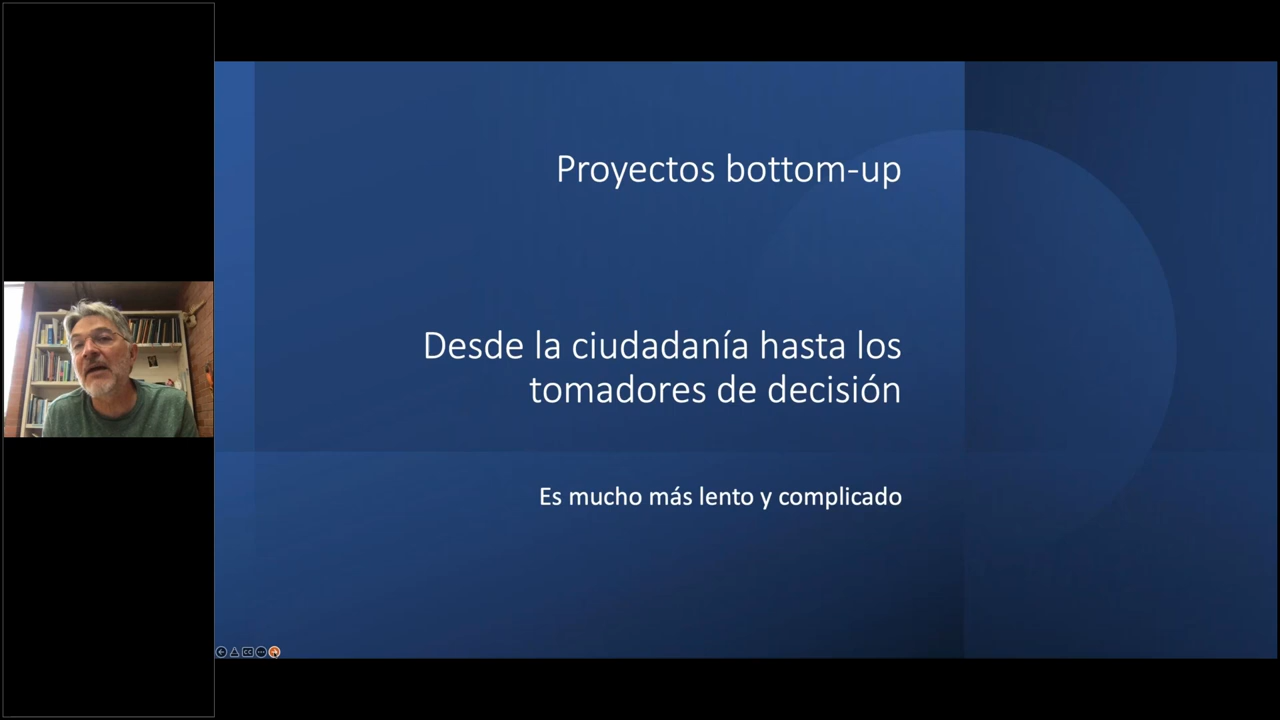 Proyectos bottom-up
Desde la ciudadanía hasta los
tomadores de decisión
Es mucho más lento y complicado